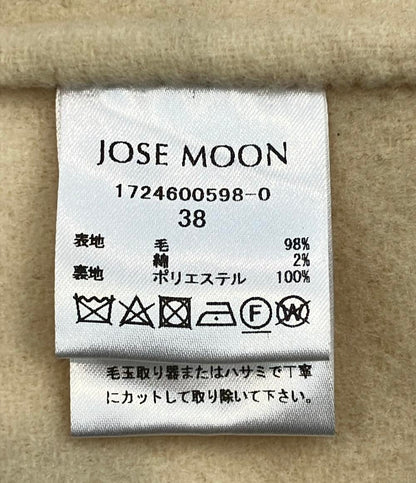 JOSE MOON
1724600598-0
38
表地 毛 98%
綿 2%
裏地 ポリエステル 100%
F W
毛玉取り器またはハサミで丁寧
にカットして取り除いて下さい。